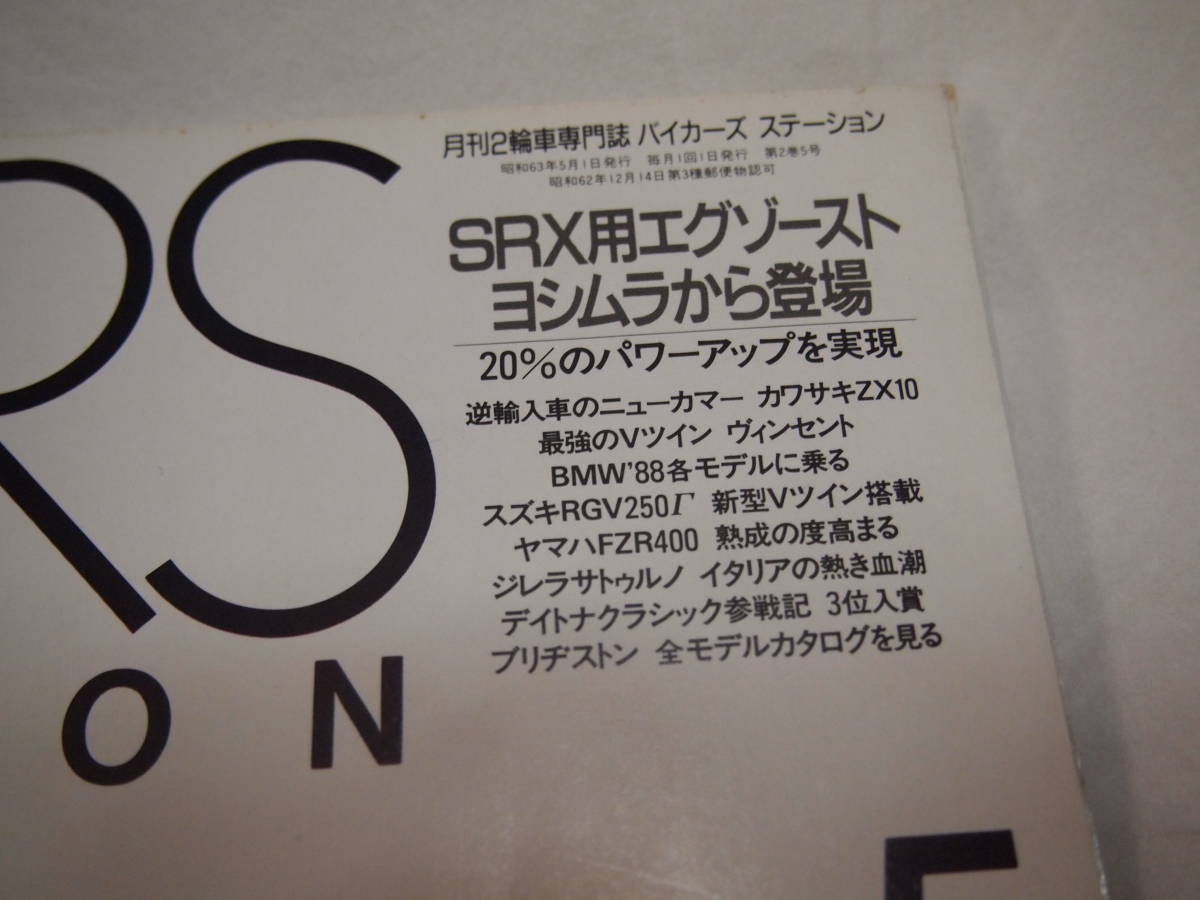 RS
ON
月刊2輪車専門誌 バイカーズ ステーション
昭和63年5月1日発行 毎月1回1日発行 第2巻5号
昭和62年12月14日第3種郵便物認可
SRX用エグゾースト
ヨシムラから登場
20%のパワーアップを実現
逆輸入車のニューカマー カワサキZX10
最強のVツイン ヴィンセント
BMW'88各モデルに乗る
スズキRGV250Γ 新型Vツイン搭載
ヤマハFZR400 熟成の度高まる
ジレラサトゥルノ イタリアの熱き血潮
デイトナクラシック参戦記 3位入賞
ブリヂストン 全モデルカタログを見る